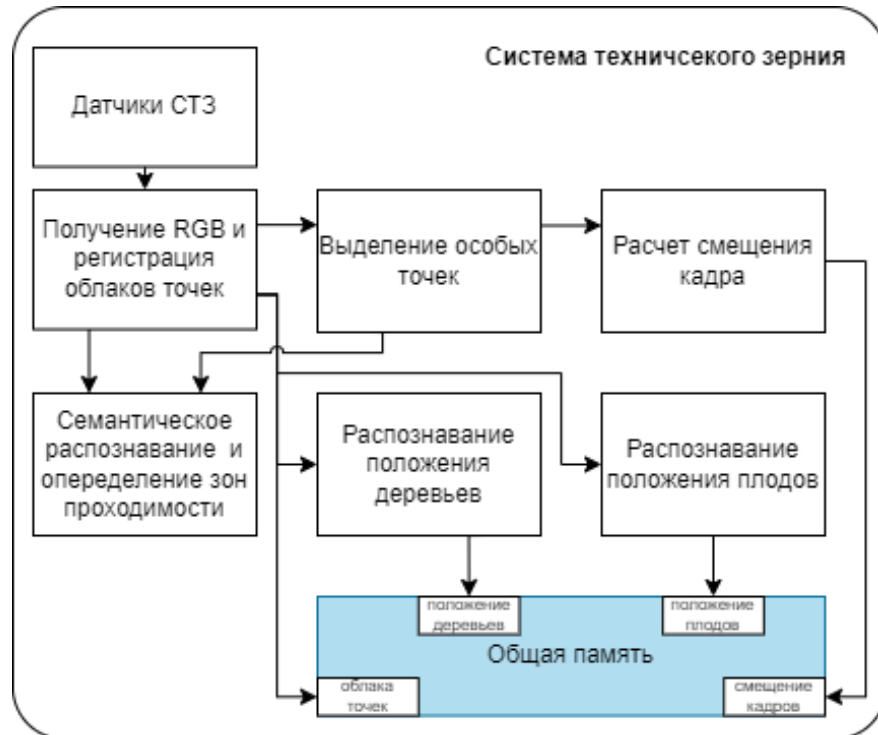 Система техничсекого зерния
Датчики СТЗ
Получение RGB и
регистрация
облаков точек
Выделение особых
точек
Расчет смещения
кадра
Семантическое
распознавание и
опеределение зон
проходимости
Распознавание
положения
деревьев
Распознавание
положения плодов
положение
деревьев
положение
плодов
Общая память
облака
точек
смещение
кадров